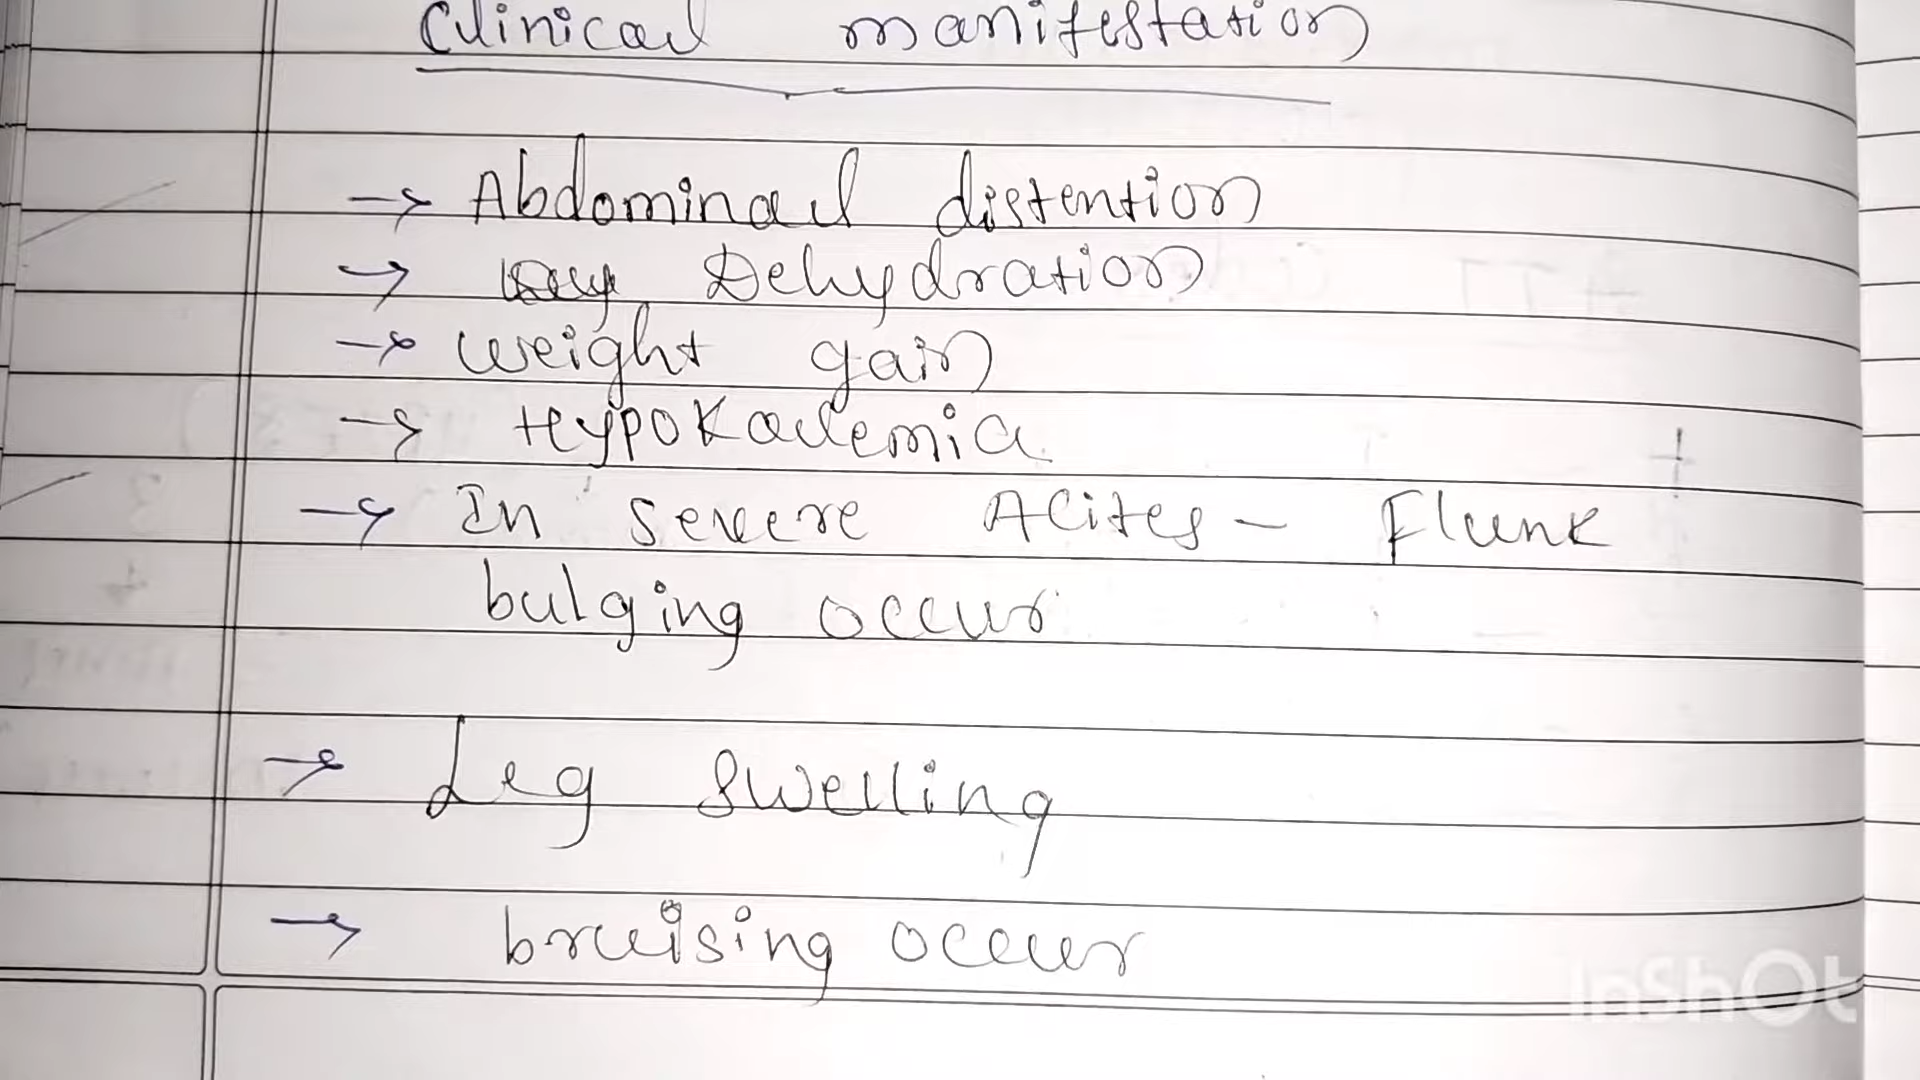 Clinical manifestation
→ Abdominal distention
→ Dehydration
→ weight gain
→ Hypokalemia
→ In severe Acites - Flunk
bulging occur
→ Leg swelling
→ bruising occur
InShOt